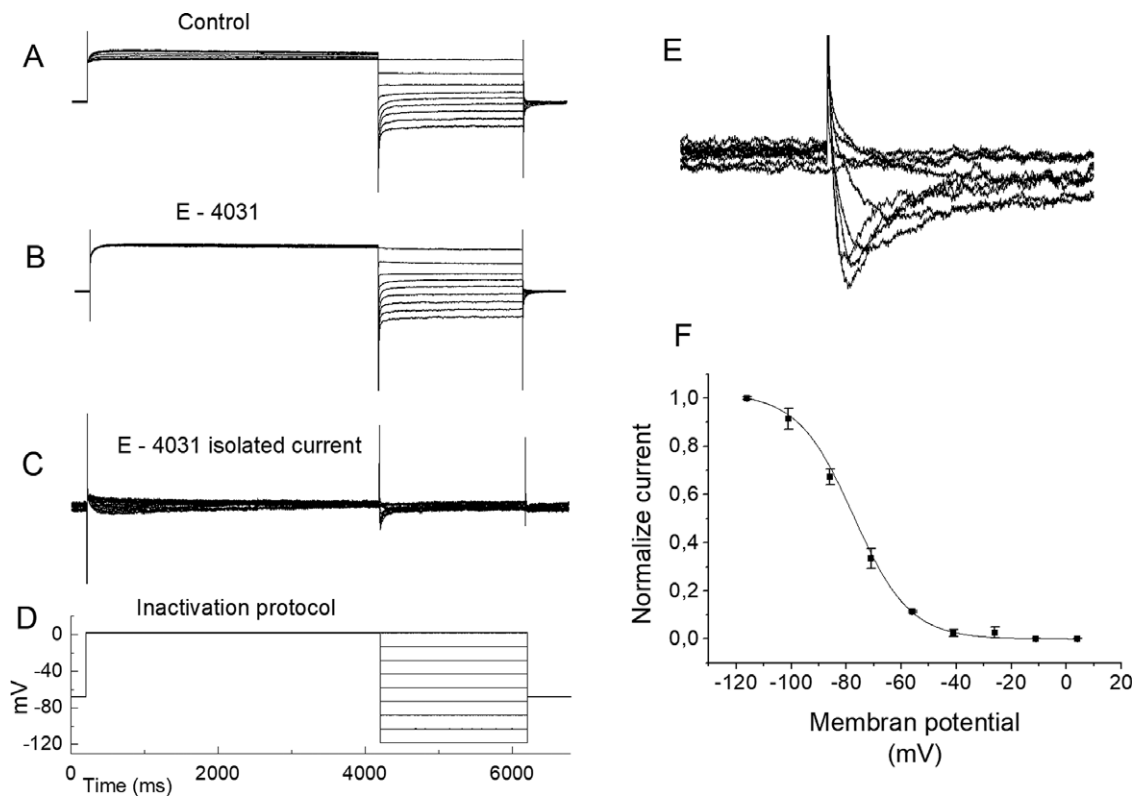 A
Control
B
E - 4031
C
E - 4031 isolated current
D
Inactivation protocol
0
-40
-80
-120
mV
0
2000
4000
6000
Time (ms)
E
F
1,0
0,8
0,6
0,4
0,2
0,0
Normalize current
-120 -100 -80 -60 -40 -20 0 20
Membran potential
(mV)